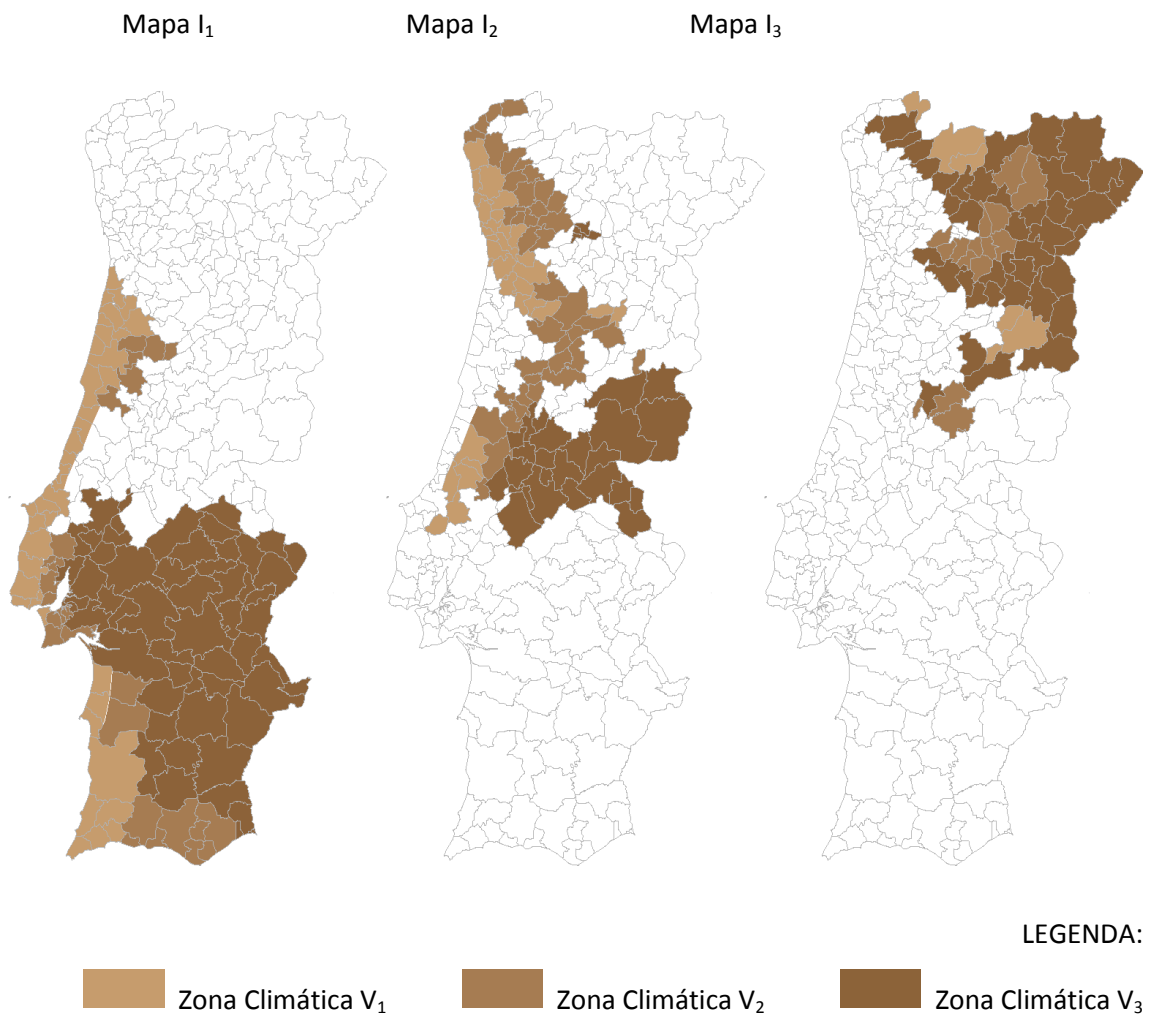 Mapa I₁ Mapa I₂ Mapa I₃
LEGENDA:
Zona Climática V₁ Zona Climática V₂ Zona Climática V₃